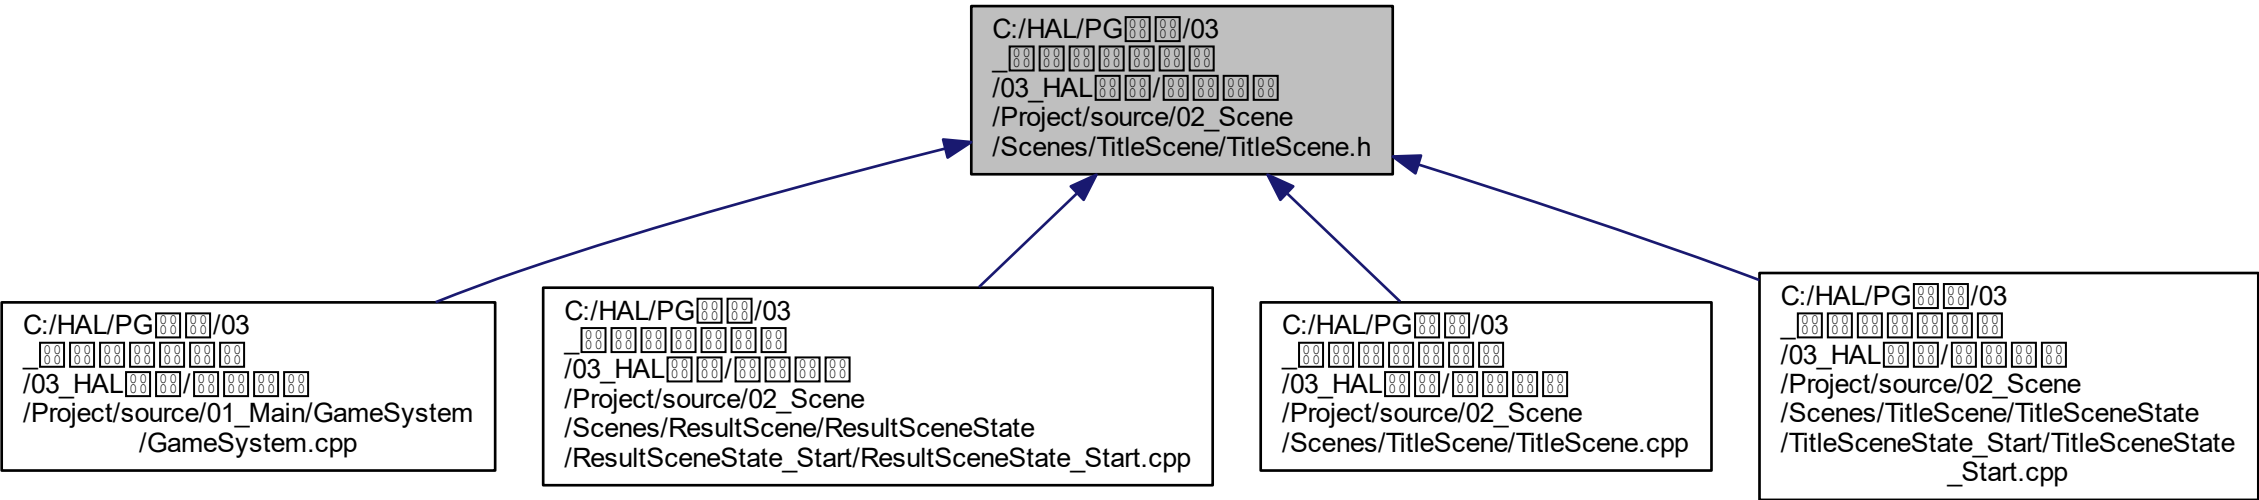 C:/HAL/PG/03
_
/03_HAL/
/Project/source/02_Scene
/Scenes/TitleScene/TitleScene.h
C:/HAL/PG/03
_
/03_HAL/
/Project/source/01_Main/GameSystem
/GameSystem.cpp
C:/HAL/PG/03
_
/03_HAL/
/Project/source/02_Scene
/Scenes/ResultScene/ResultSceneState
/ResultSceneState_Start/ResultSceneState_Start.cpp
C:/HAL/PG/03
_
/03_HAL/
/Project/source/02_Scene
/Scenes/TitleScene/TitleScene.cpp
C:/HAL/PG/03
_
/03_HAL/
/Project/source/02_Scene
/Scenes/TitleScene/TitleSceneState
/TitleSceneState_Start/TitleSceneState
_Start.cpp